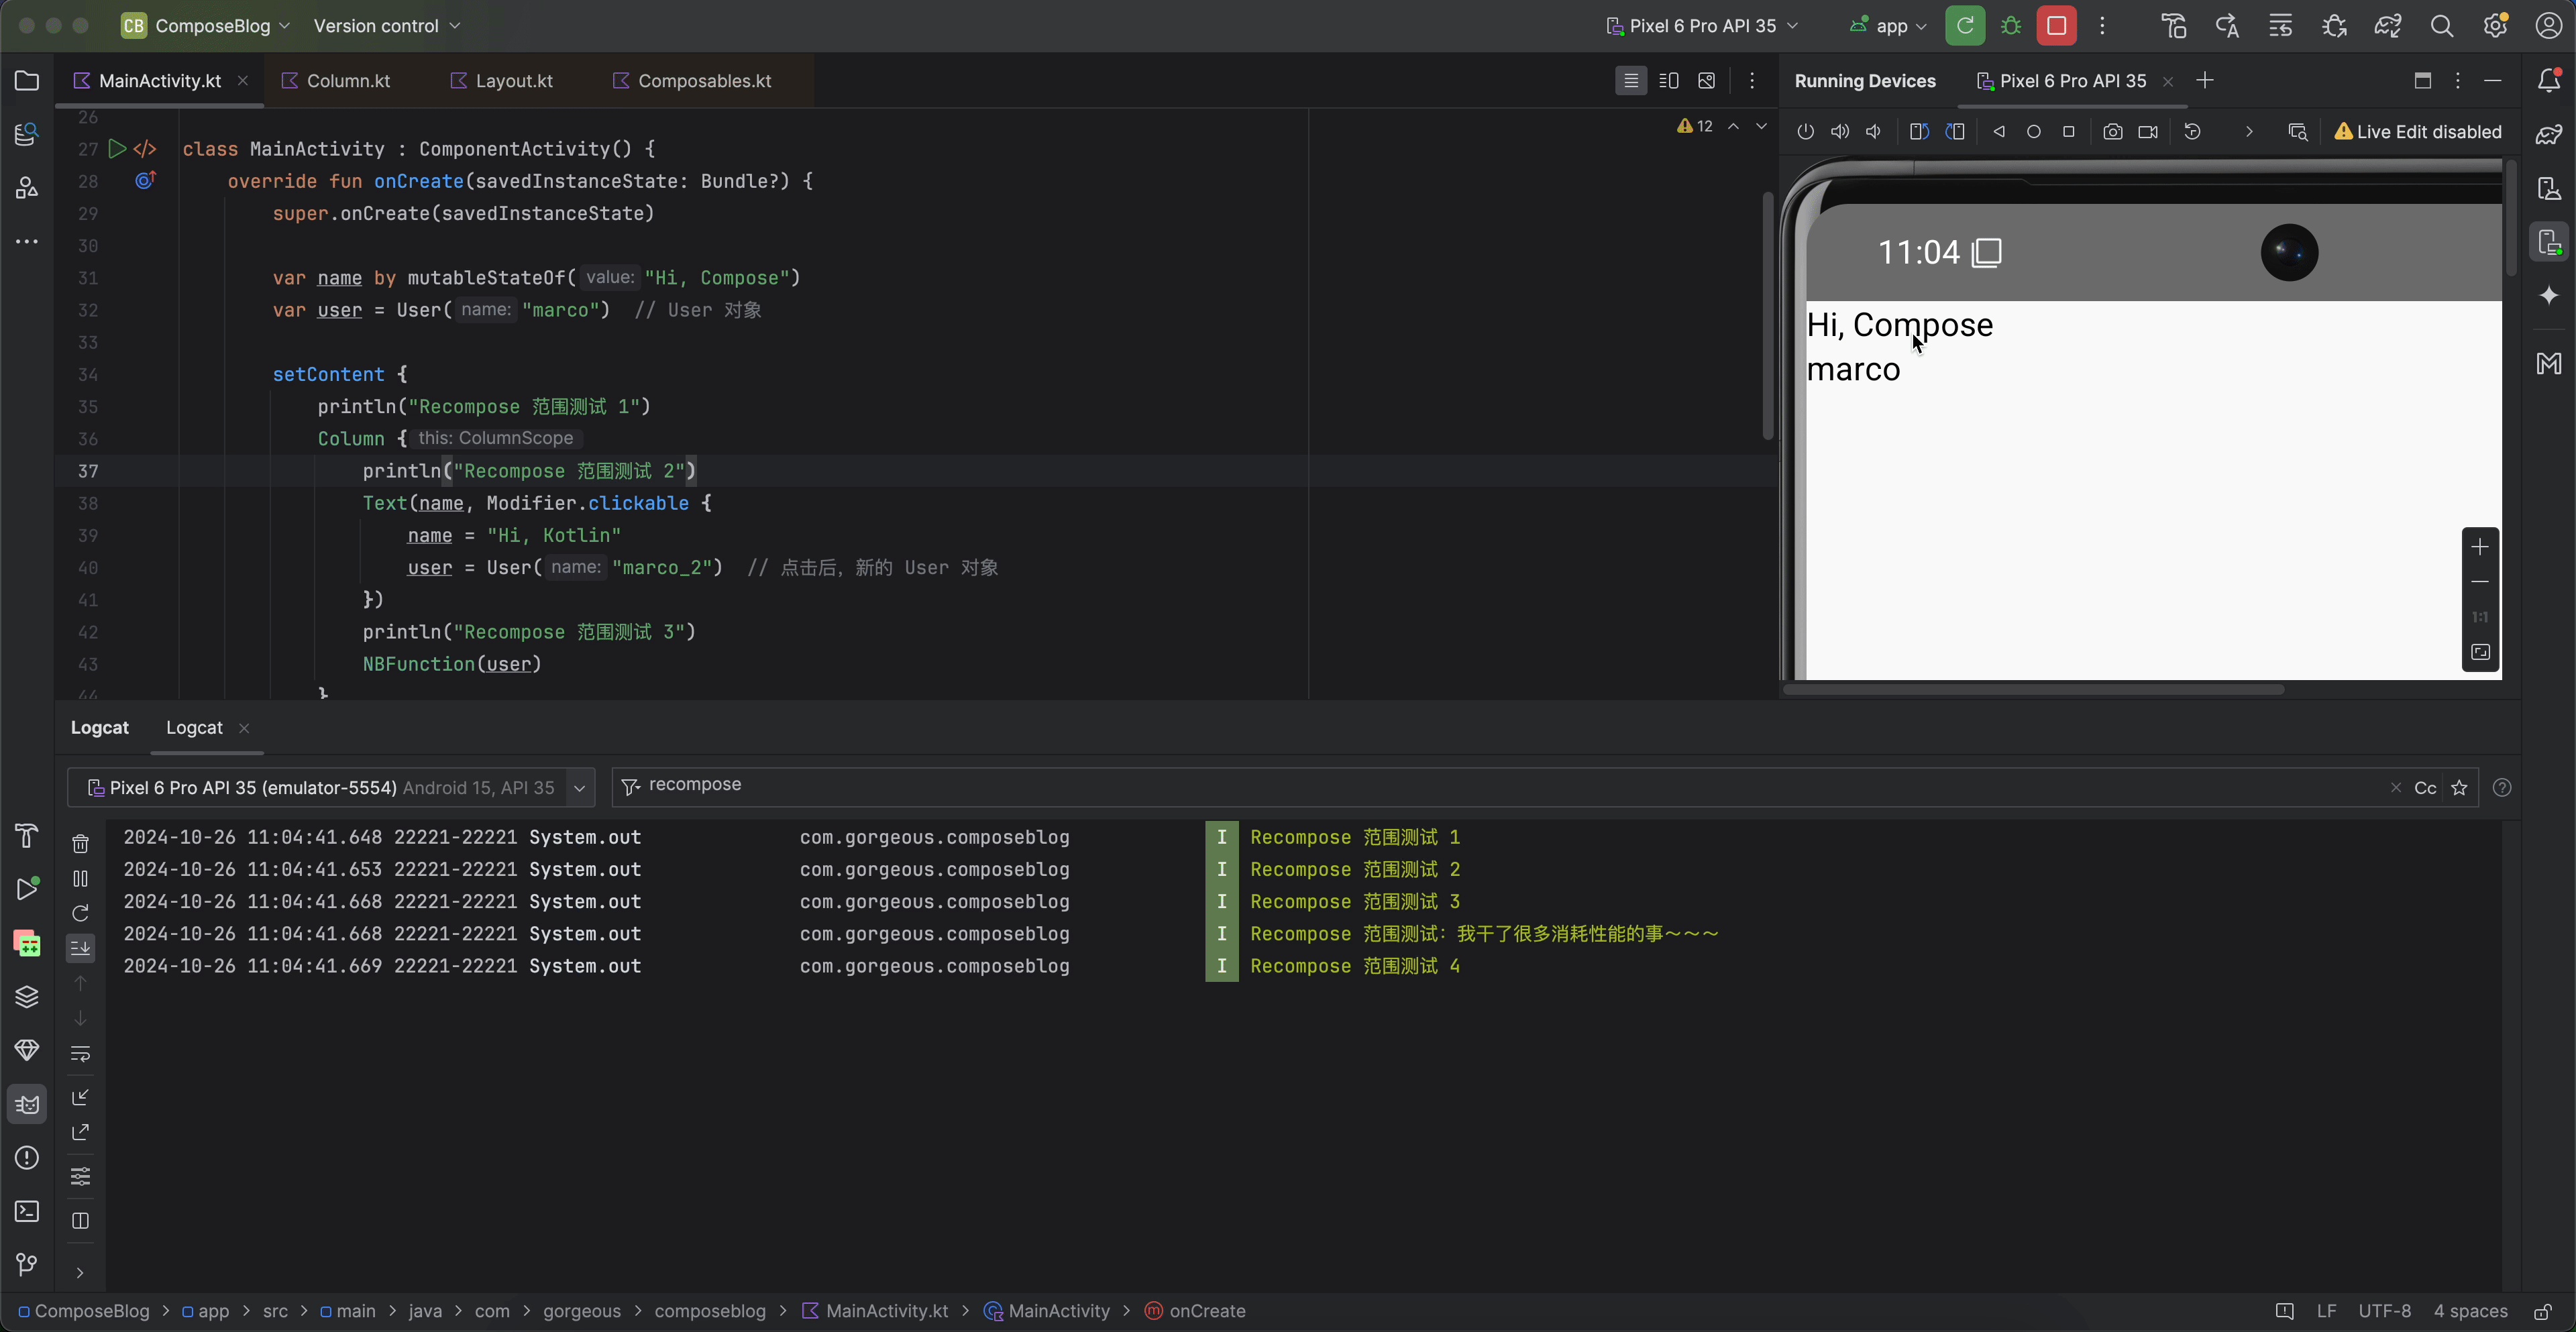 CB ComposeBlog Version control Pixel 6 Pro API 35 app
MainActivity.kt Column.kt Layout.kt Composables.kt
Running Devices Pixel 6 Pro API 35
Live Edit disabled
12
26
27 class MainActivity : ComponentActivity() {
28 override fun onCreate(savedInstanceState: Bundle?) {
29 super.onCreate(savedInstanceState)
30
31 var name by mutableStateOf( value: "Hi, Compose")
32 var user = User( name: "marco") // User 对象
33
34 setContent {
35 println("Recompose 范围测试 1")
36 Column { this: ColumnScope
37 println("Recompose 范围测试 2")
38 Text(name, Modifier.clickable {
39 name = "Hi, Kotlin"
40 user = User( name: "marco_2") // 点击后，新的 User 对象
41 })
42 println("Recompose 范围测试 3")
43 NBFunction(user)
44 }
11:04
Hi, Compose
marco
1:1
Logcat Logcat
Pixel 6 Pro API 35 (emulator-5554) Android 15, API 35 recompose Cc
2024-10-26 11:04:41.648 22221-22221 System.out com.gorgeous.composeblog I Recompose 范围测试 1
2024-10-26 11:04:41.653 22221-22221 System.out com.gorgeous.composeblog I Recompose 范围测试 2
2024-10-26 11:04:41.668 22221-22221 System.out com.gorgeous.composeblog I Recompose 范围测试 3
2024-10-26 11:04:41.668 22221-22221 System.out com.gorgeous.composeblog I Recompose 范围测试：我干了很多消耗性能的事～～～
2024-10-26 11:04:41.669 22221-22221 System.out com.gorgeous.composeblog I Recompose 范围测试 4
ComposeBlog > app > src > main > java > com > gorgeous > composeblog > MainActivity.kt > MainActivity > onCreate LF UTF-8 4 spaces